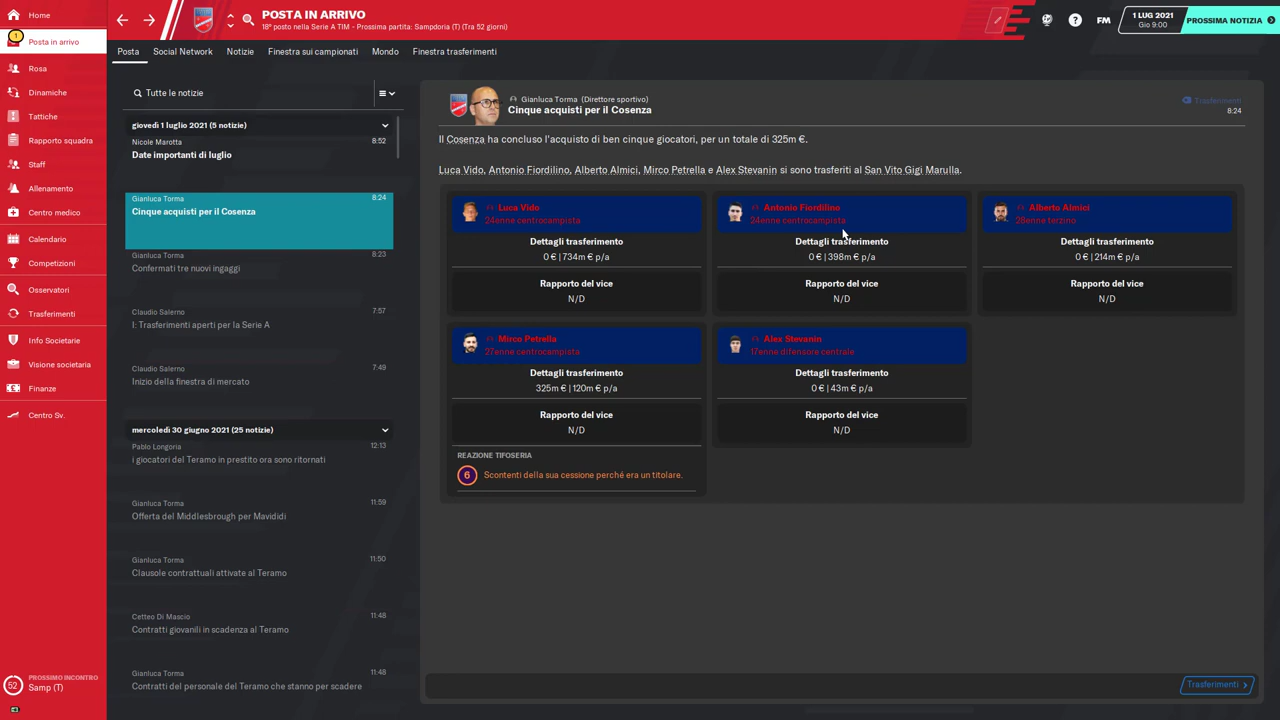 Home
POSTA IN ARRIVO
18° posto nella Serie A TIM - Prossima partita: Sampdoria (T) (Tra 52 giorni)
FM
1 LUG 2021
Gio 9:00
PROSSIMA NOTIZIA
1
Posta in arrivo
Rosa
Dinamiche
Tattiche
Rapporto squadra
Staff
Allenamento
Centro medico
Calendario
Competizioni
Osservatori
Trasferimenti
Info Societarie
Visione societaria
Finanze
Centro Sv.
52
PROSSIMO INCONTRO
Samp (T)
Posta
Social Network
Notizie
Finestra sui campionati
Mondo
Finestra trasferimenti
Tutte le notizie
giovedì 1 luglio 2021 (5 notizie)
Nicole Marotta
8:52
Date importanti di luglio
Gianluca Torma
8:24
Cinque acquisti per il Cosenza
Gianluca Torma
8:23
Confermati tre nuovi ingaggi
Claudio Salerno
7:57
I: Trasferimenti aperti per la Serie A
Claudio Salerno
7:49
Inizio della finestra di mercato
mercoledì 30 giugno 2021 (25 notizie)
Pablo Longoria
12:13
i giocatori del Teramo in prestito ora sono ritornati
Gianluca Torma
11:59
Offerta del Middlesbrough per Mavididi
Gianluca Torma
11:50
Clausole contrattuali attivate al Teramo
Cetteo Di Mascio
11:48
Contratti giovanili in scadenza al Teramo
Gianluca Torma
11:48
Contratti del personale del Teramo che stanno per scadere
Gianluca Torma (Direttore sportivo)
Cinque acquisti per il Cosenza
Trasferimenti
8:24
Il Cosenza ha concluso l'acquisto di ben cinque giocatori, per un totale di 325m €.
Luca Vido, Antonio Fiordilino, Alberto Almici, Mirco Petrella e Alex Stevanin si sono trasferiti al San Vito Gigi Marulla.
Luca Vido
24enne centrocampista
Dettagli trasferimento
0 € | 734m € p/a
Rapporto del vice
N/D
Antonio Fiordilino
24enne centrocampista
Dettagli trasferimento
0 € | 398m € p/a
Rapporto del vice
N/D
Alberto Almici
28enne terzino
Dettagli trasferimento
0 € | 214m € p/a
Rapporto del vice
N/D
Mirco Petrella
27enne centrocampista
Dettagli trasferimento
325m € | 120m € p/a
Rapporto del vice
N/D
REAZIONE TIFOSERIA
6
Scontenti della sua cessione perché era un titolare.
Alex Stevanin
17enne difensore centrale
Dettagli trasferimento
0 € | 43m € p/a
Rapporto del vice
N/D
Trasferimenti